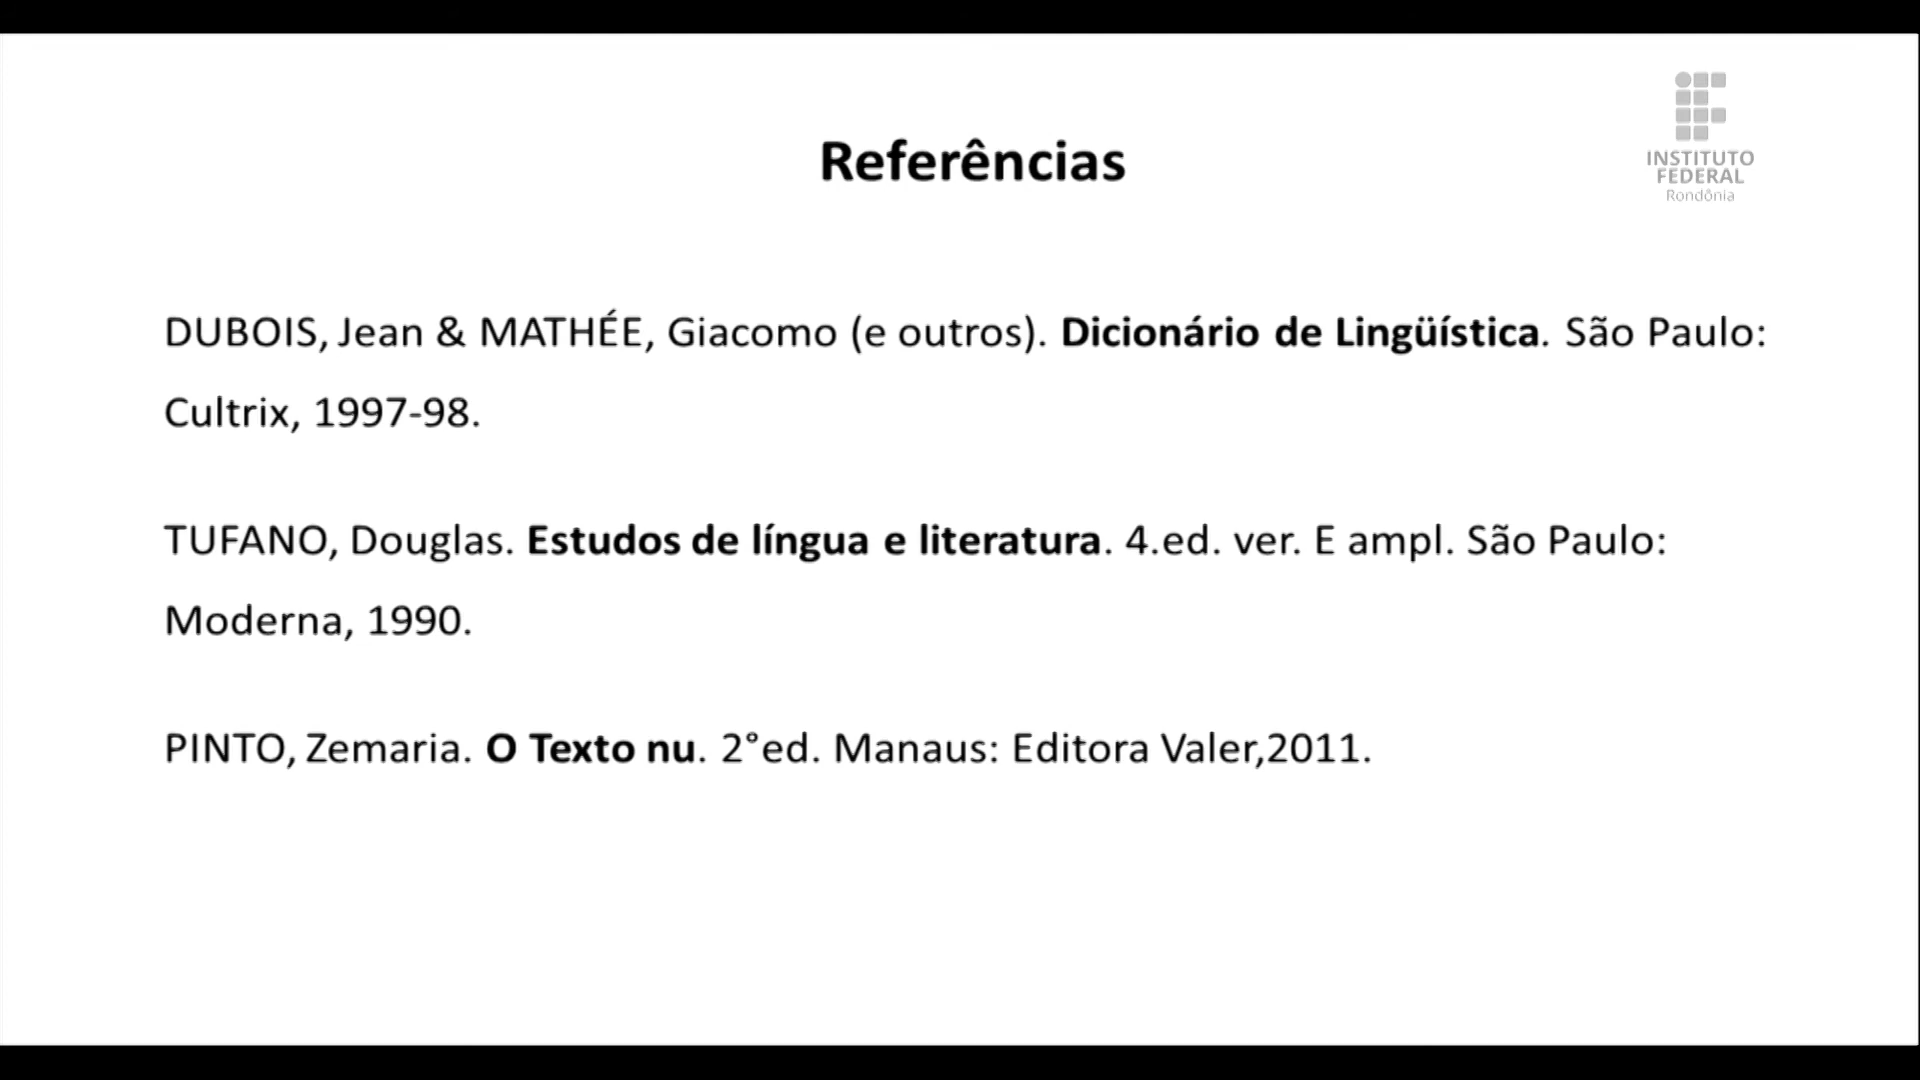 INSTITUTO
FEDERAL
Rondônia
Referências
DUBOIS, Jean & MATHÉE, Giacomo (e outros). Dicionário de Lingüística. São Paulo:
Cultrix, 1997-98.
TUFANO, Douglas. Estudos de língua e literatura. 4.ed. ver. E ampl. São Paulo:
Moderna, 1990.
PINTO, Zemaria. O Texto nu. 2°ed. Manaus: Editora Valer,2011.